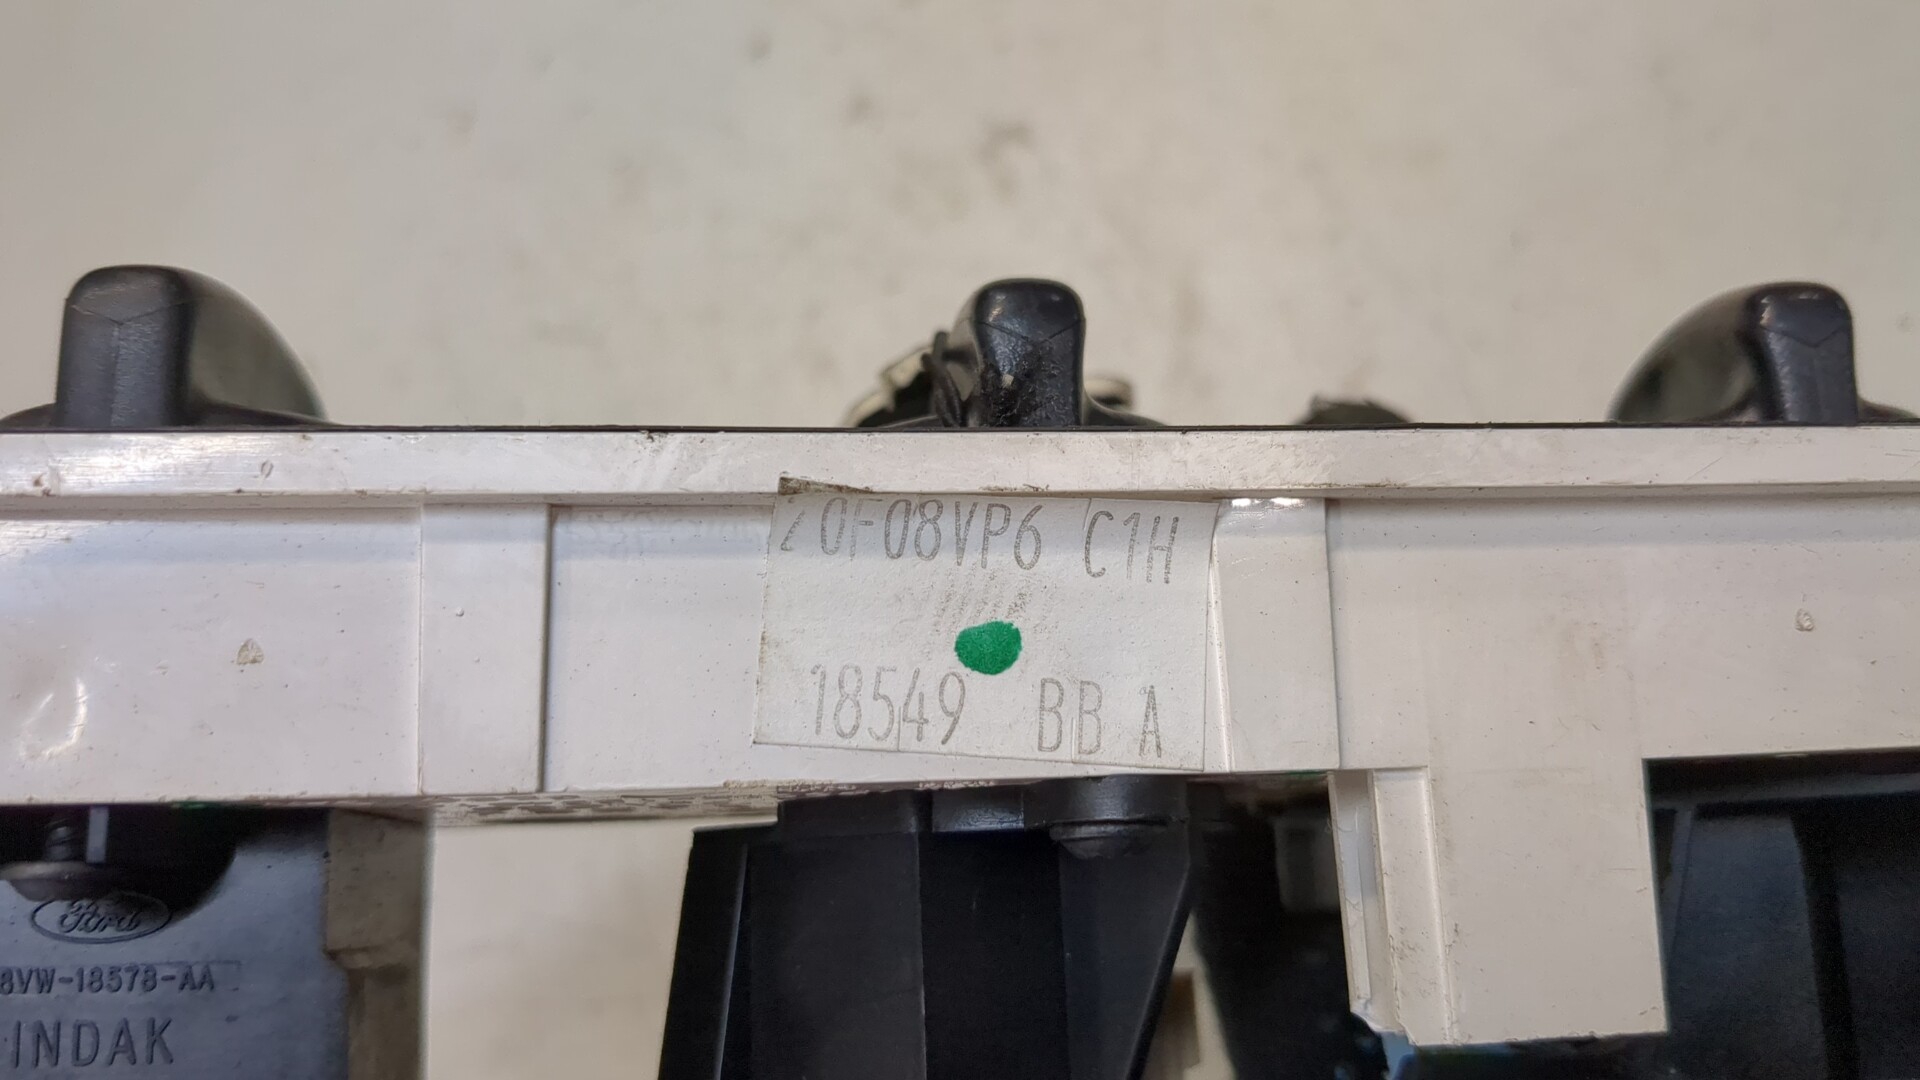 20F08VP6 C1H
18549 BB A
Ford
8VW-18578-AA
INDAK